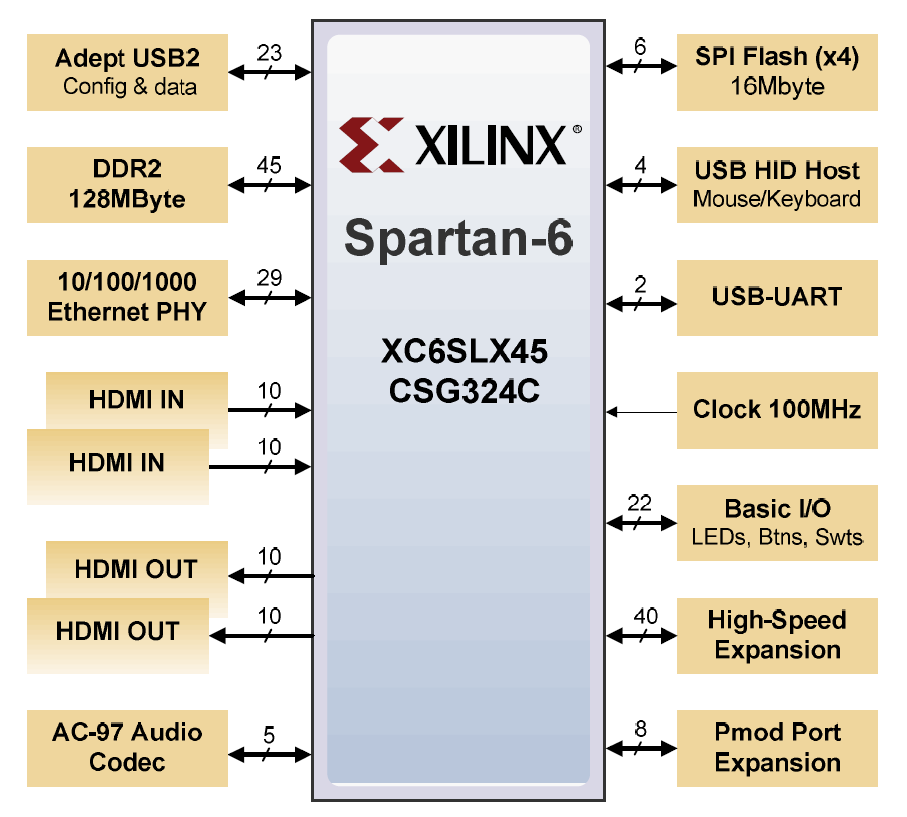 Adept USB2
Config & data
23
DDR2
128MByte
45
10/100/1000
Ethernet PHY
29
HDMI IN
10
HDMI IN
10
HDMI OUT
10
HDMI OUT
10
AC-97 Audio
Codec
5
XILINX®
Spartan-6
XC6SLX45
CSG324C
6
SPI Flash (x4)
16Mbyte
4
USB HID Host
Mouse/Keyboard
2
USB-UART
Clock 100MHz
22
Basic I/O
LEDs, Btns, Swts
40
High-Speed
Expansion
8
Pmod Port
Expansion